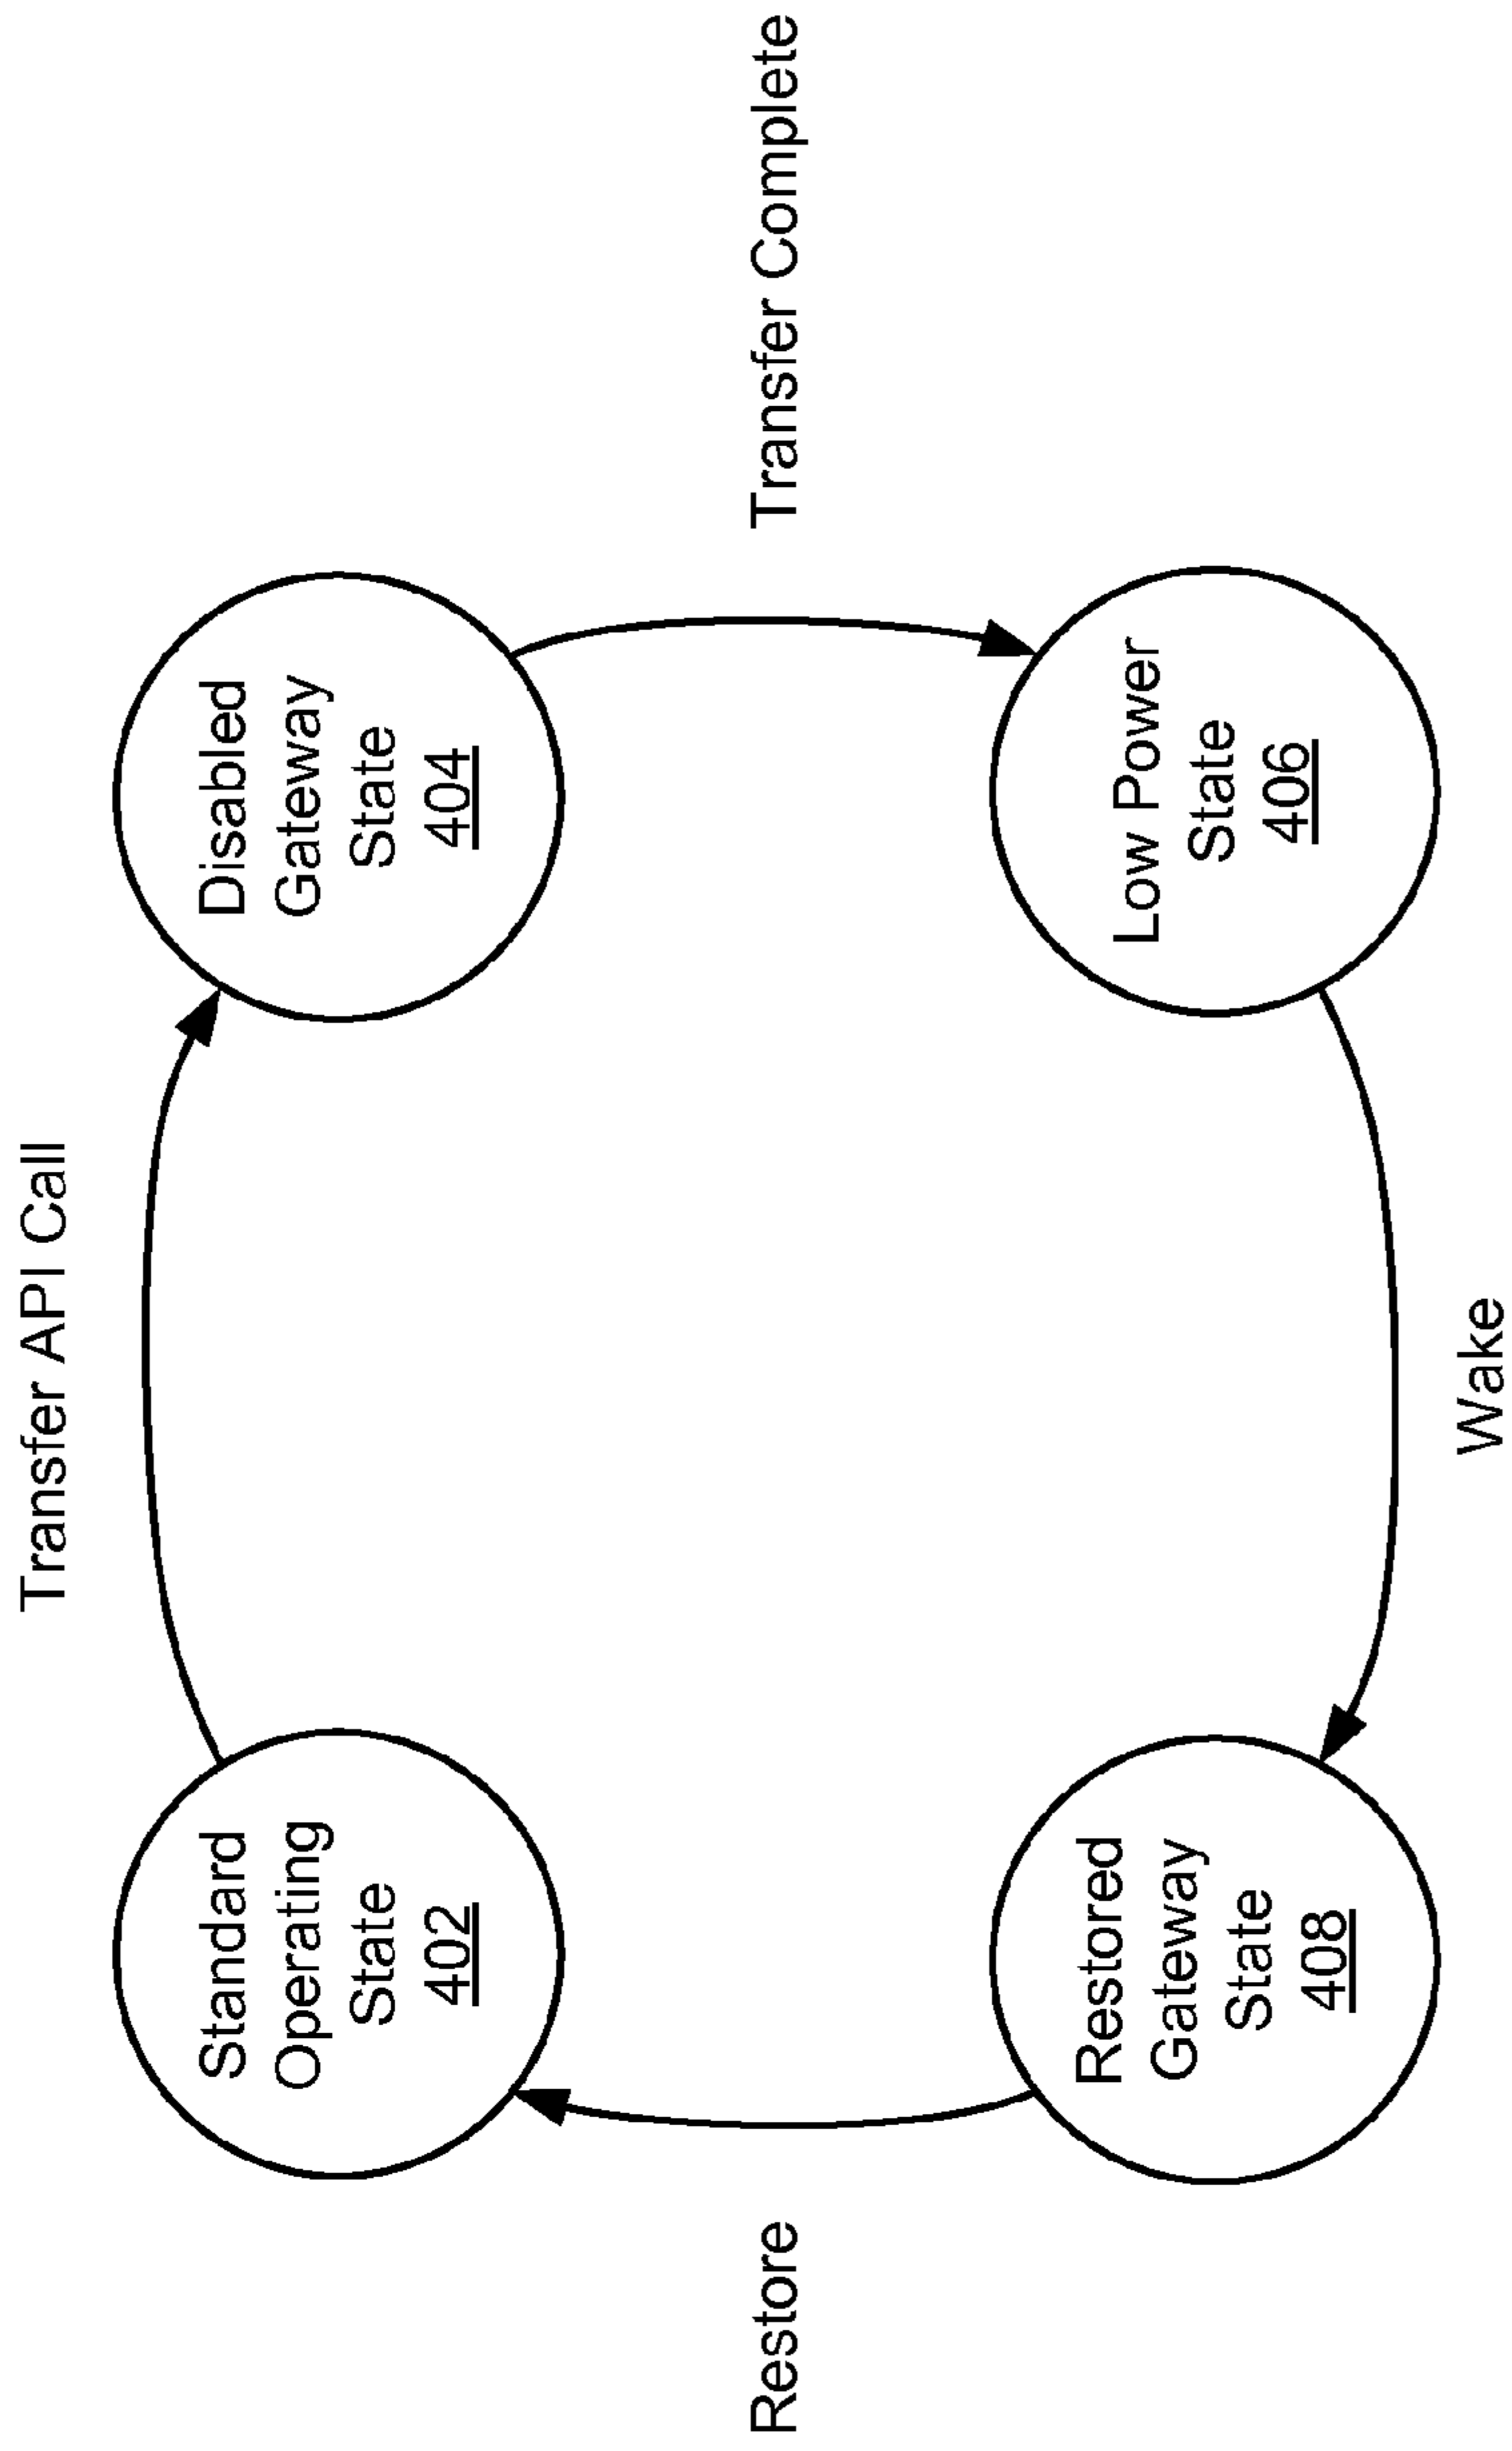 Transfer API Call
Standard
Operating
State
402
Disabled
Gateway
State
404
Restore
Transfer Complete
Restored
Gateway
State
408
Low Power
State
406
Wake